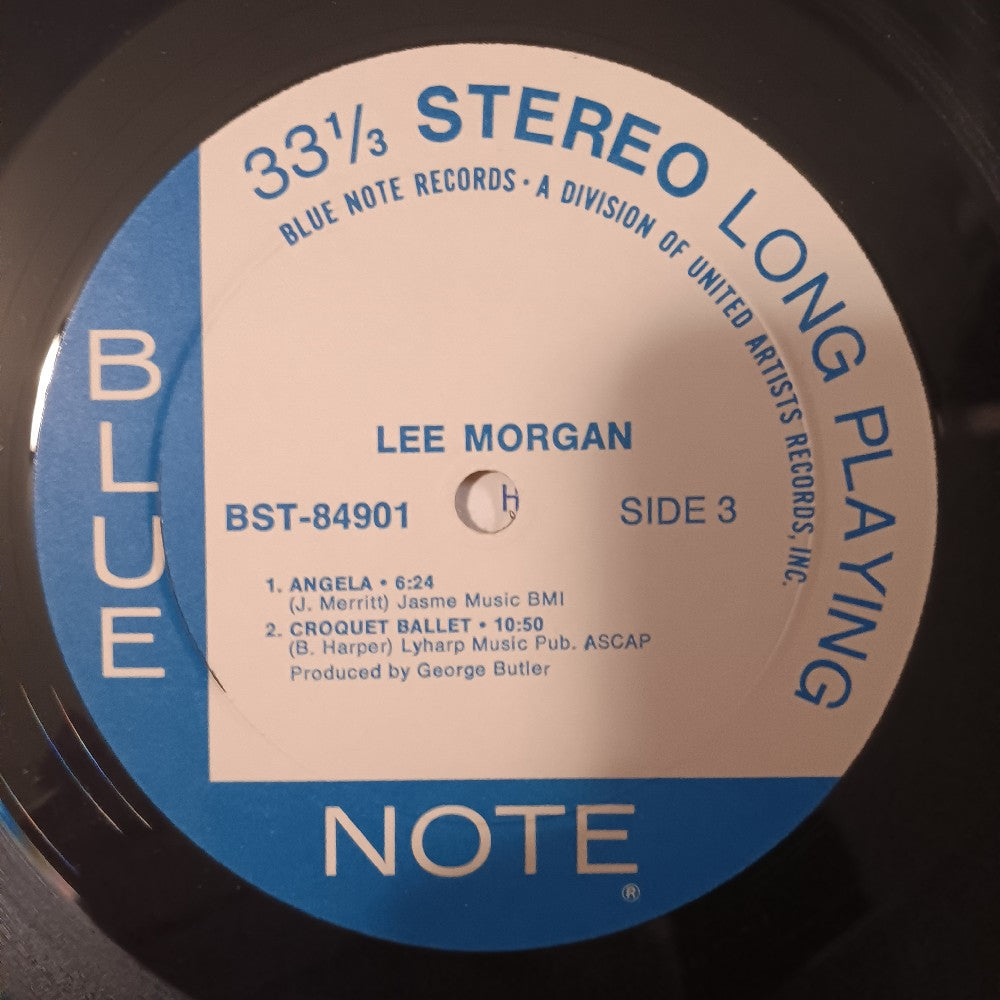 33⅓ STEREO LONG PLAYING
BLUE NOTE RECORDS · A DIVISION OF UNITED ARTISTS RECORDS, INC.
BLUE
LEE MORGAN
BST-84901
H
SIDE 3
1. ANGELA • 6:24
(J. Merritt) Jasme Music BMI
2. CROQUET BALLET • 10:50
(B. Harper) Lyharp Music Pub. ASCAP
Produced by George Butler
NOTE
®